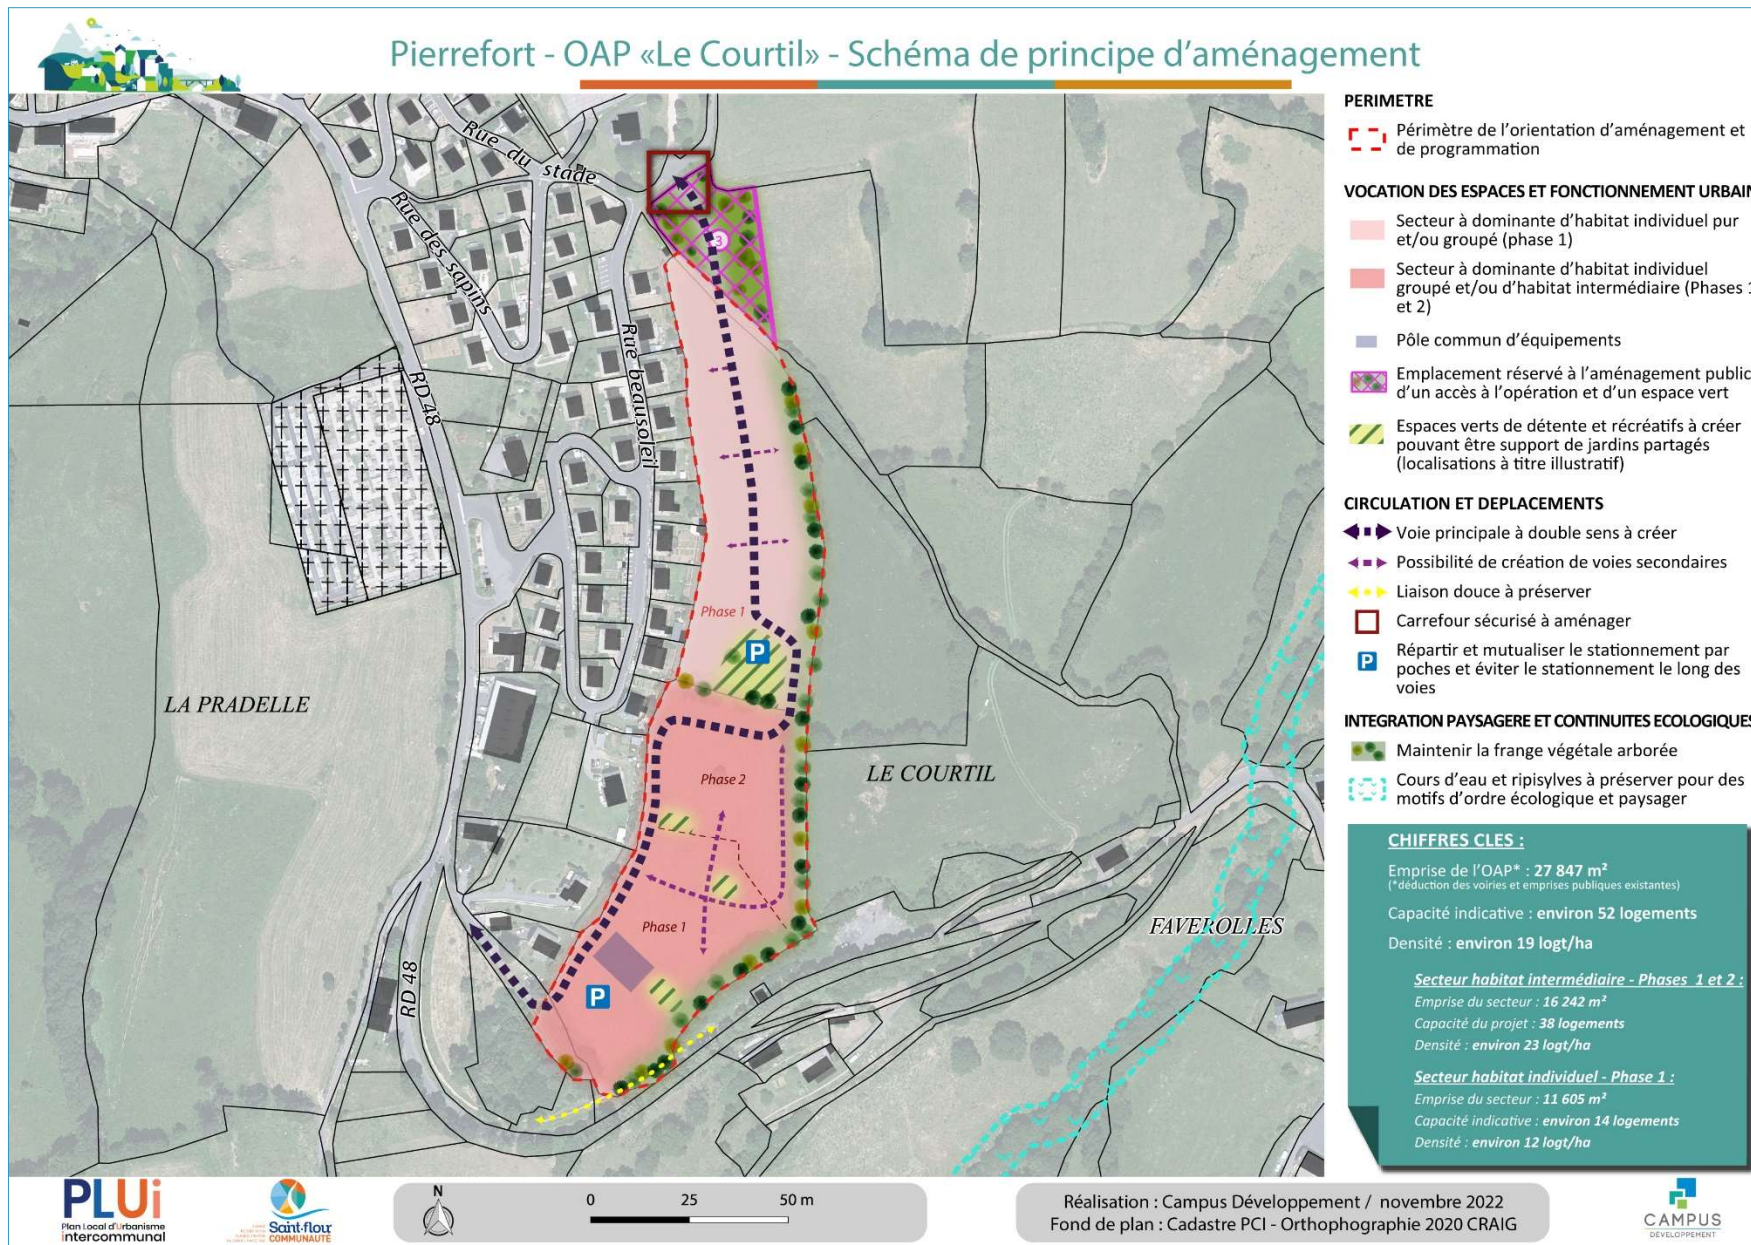 Pierrefort - OAP «Le Courtil» - Schéma de principe d'aménagement
Rue du stade
Rue des sapins
Rue beausoleil
RD 48
3
Phase 1
P
LA PRADELLE
Phase 2
LE COURTIL
Phase 1
P
RD 48
FAVEROLLES
PERIMETRE
Périmètre de l'orientation d'aménagement et
de programmation
VOCATION DES ESPACES ET FONCTIONNEMENT URBAIN
Secteur à dominante d'habitat individuel pur
et/ou groupé (phase 1)
Secteur à dominante d'habitat individuel
groupé et/ou d'habitat intermédiaire (Phases 1
et 2)
Pôle commun d'équipements
Emplacement réservé à l'aménagement public
d'un accès à l'opération et d'un espace vert
Espaces verts de détente et récréatifs à créer
pouvant être support de jardins partagés
(localisations à titre illustratif)
CIRCULATION ET DEPLACEMENTS
Voie principale à double sens à créer
Possibilité de création de voies secondaires
Liaison douce à préserver
Carrefour sécurisé à aménager
P
Répartir et mutualiser le stationnement par
poches et éviter le stationnement le long des
voies
INTEGRATION PAYSAGERE ET CONTINUITES ECOLOGIQUES
Maintenir la frange végétale arborée
Cours d'eau et ripisylves à préserver pour des
motifs d'ordre écologique et paysager
CHIFFRES CLES :
Emprise de l'OAP* : 27 847 m²
(*déduction des voiries et emprises publiques existantes)
Capacité indicative : environ 52 logements
Densité : environ 19 logt/ha
Secteur habitat intermédiaire - Phases 1 et 2 :
Emprise du secteur : 16 242 m²
Capacité du projet : 38 logements
Densité : environ 23 logt/ha
Secteur habitat individuel - Phase 1 :
Emprise du secteur : 11 605 m²
Capacité indicative : environ 14 logements
Densité : environ 12 logt/ha
PLUi
Plan Local d'Urbanisme
intercommunal
Saint-flour
COMMUNAUTÉ
N
0 25 50 m
Réalisation : Campus Développement / novembre 2022
Fond de plan : Cadastre PCI - Orthophographie 2020 CRAIG
CAMPUS
DÉVELOPPEMENT